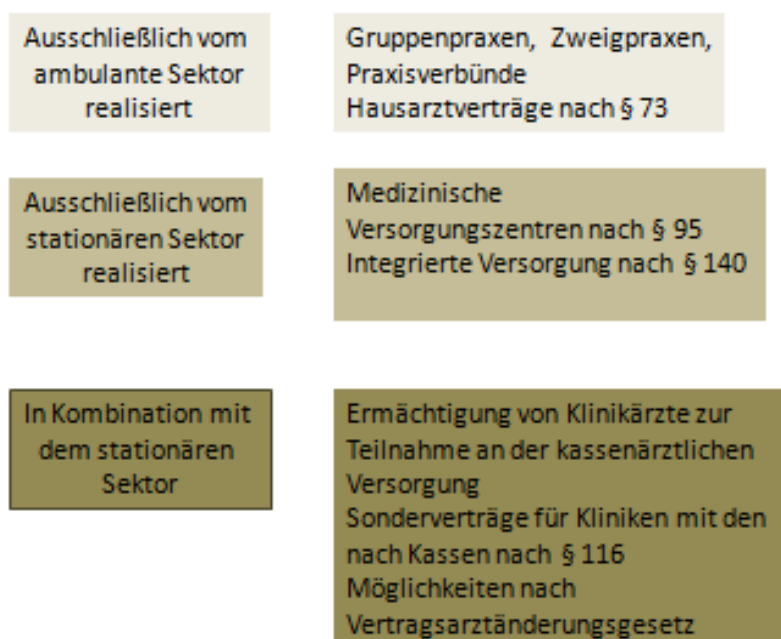 Ausschließlich vom
ambulante Sektor
realisiert
Gruppenpraxen, Zweigpraxen,
Praxisverbünde
Hausarztverträge nach § 73
Ausschließlich vom
stationären Sektor
realisiert
Medizinische
Versorgungszentren nach § 95
Integrierte Versorgung nach § 140
In Kombination mit
dem stationären
Sektor
Ermächtigung von Klinikärzte zur
Teilnahme an der kassenärztlichen
Versorgung
Sonderverträge für Kliniken mit den
nach Kassen nach § 116
Möglichkeiten nach
Vertragsarztänderungsgesetz